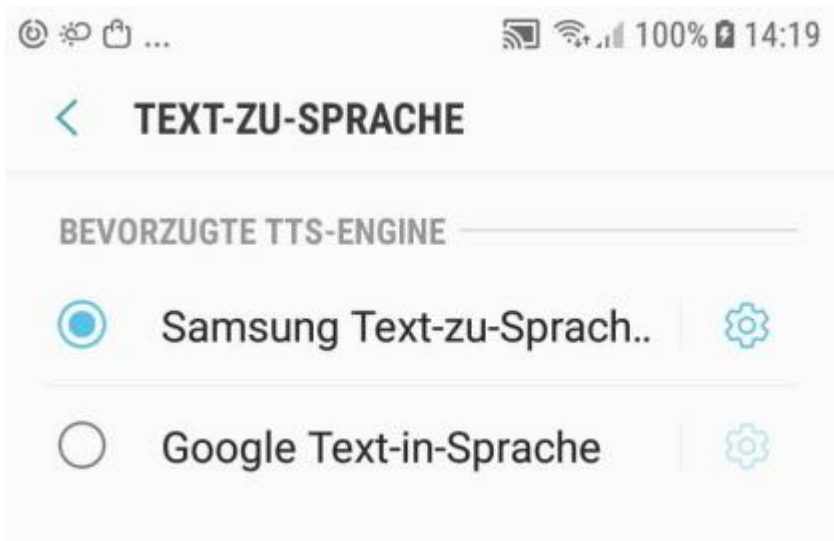 ... 100% 14:19
TEXT-ZU-SPRACHE
BEVORZUGTE TTS-ENGINE
Samsung Text-zu-Sprach..
Google Text-in-Sprache